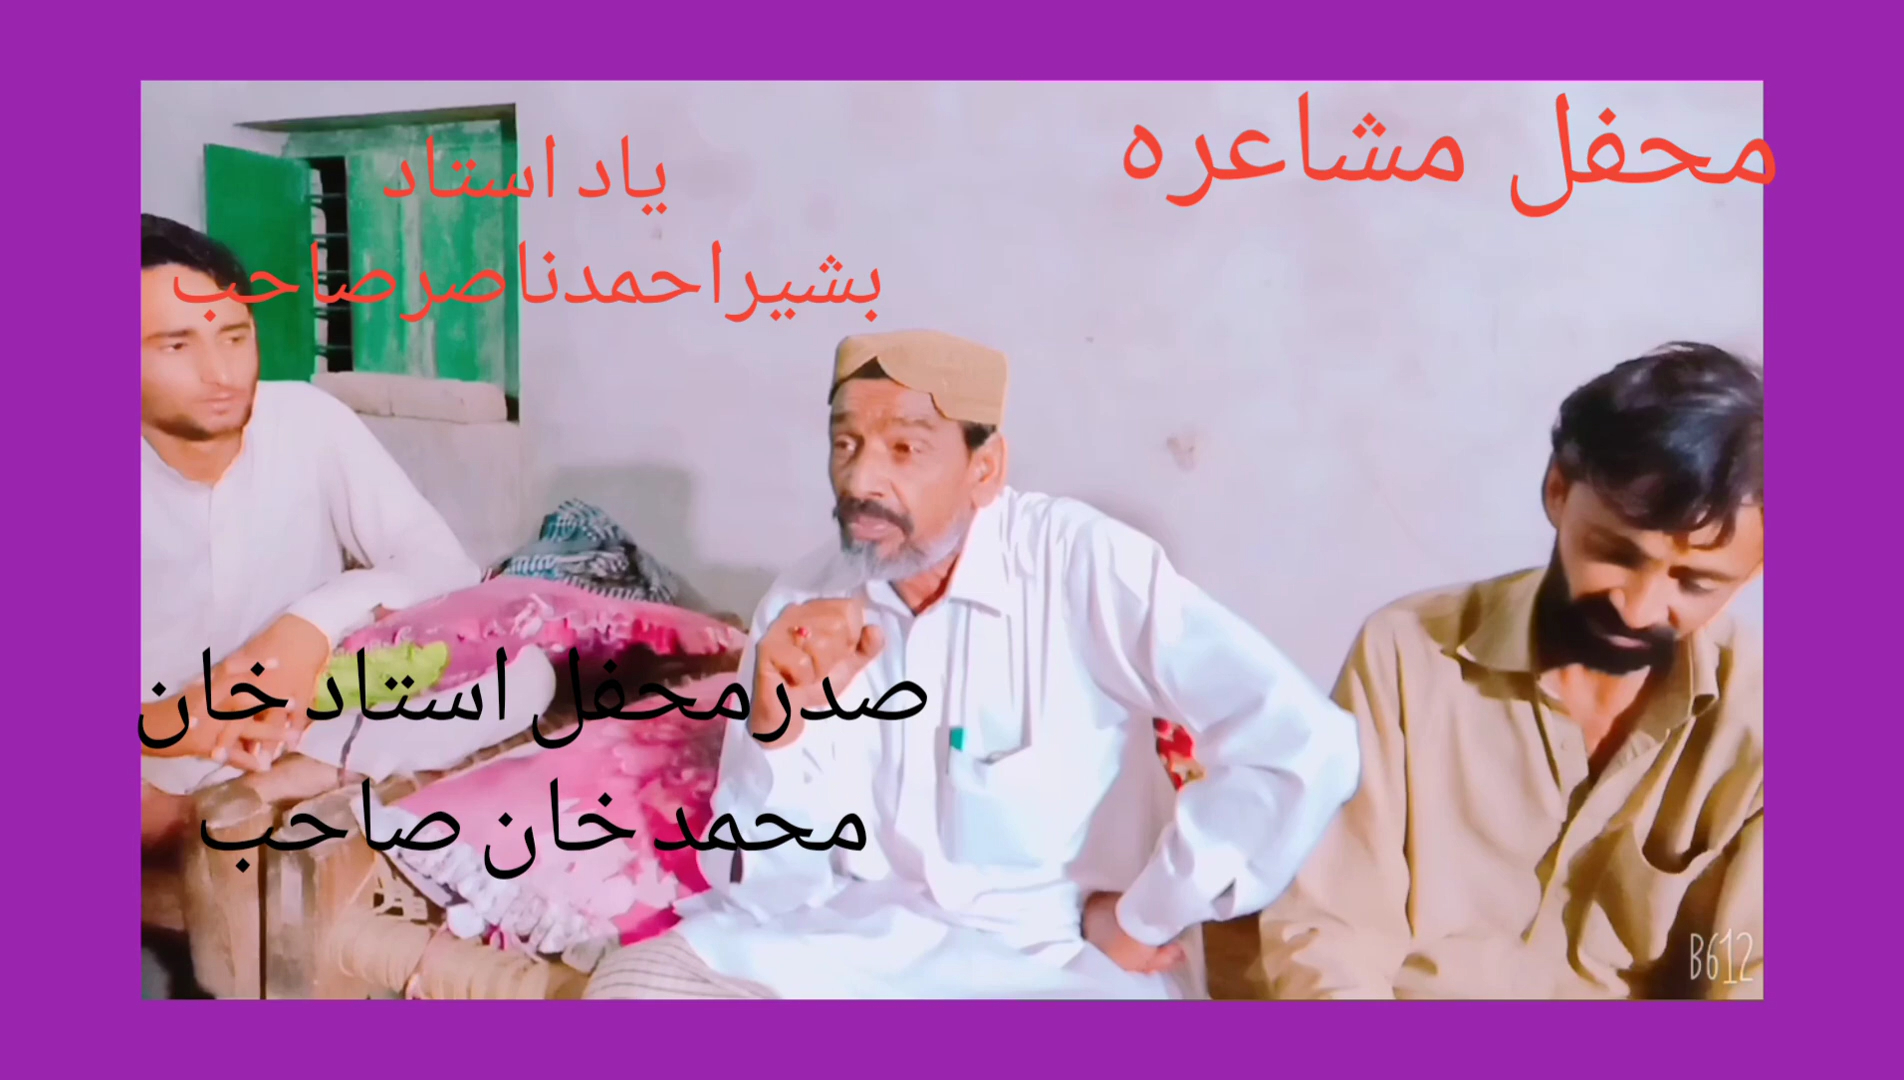 محفل مشاعرہ
یاد استاد
بشیراحمدناصرصاحب
صدرمحفل استاد خان
محمد خان صاحب
B612